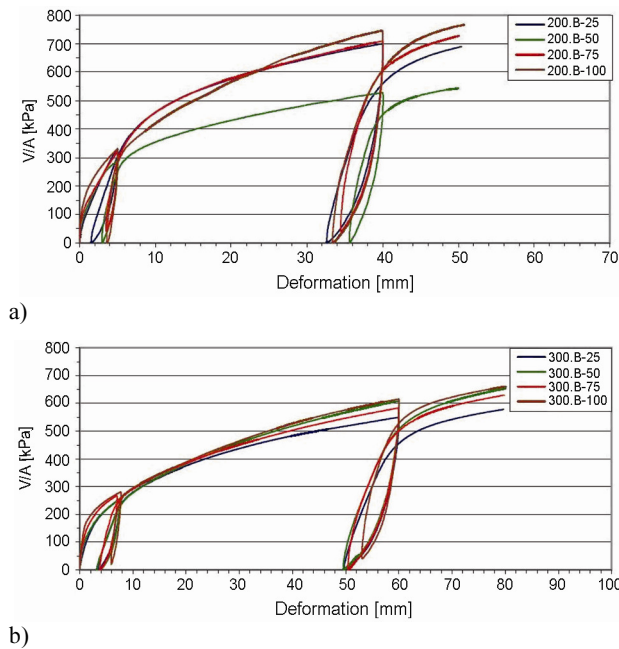 800
700
600
500
400
300
200
100
0
V/A [kPa]
200.B-25
200.B-50
200.B-75
200.B-100
0 10 20 30 40 50 60 70
Deformation [mm]
a)
800
700
600
500
400
300
200
100
0
V/A [kPa]
300.B-25
300.B-50
300.B-75
300.B-100
0 10 20 30 40 50 60 70 80 90 100
Deformation [mm]
b)